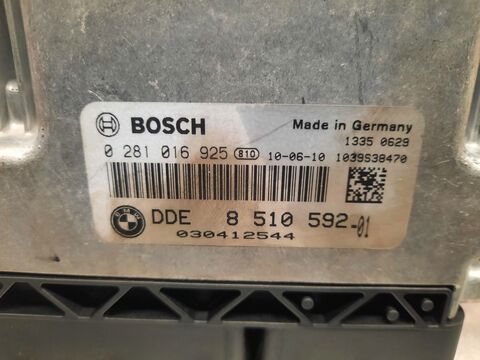 BOSCH
Made in Germany
1335 0629
0 281 016 925 810 10-06-10 1039S38470
DDE 8 510 592-01
030412544